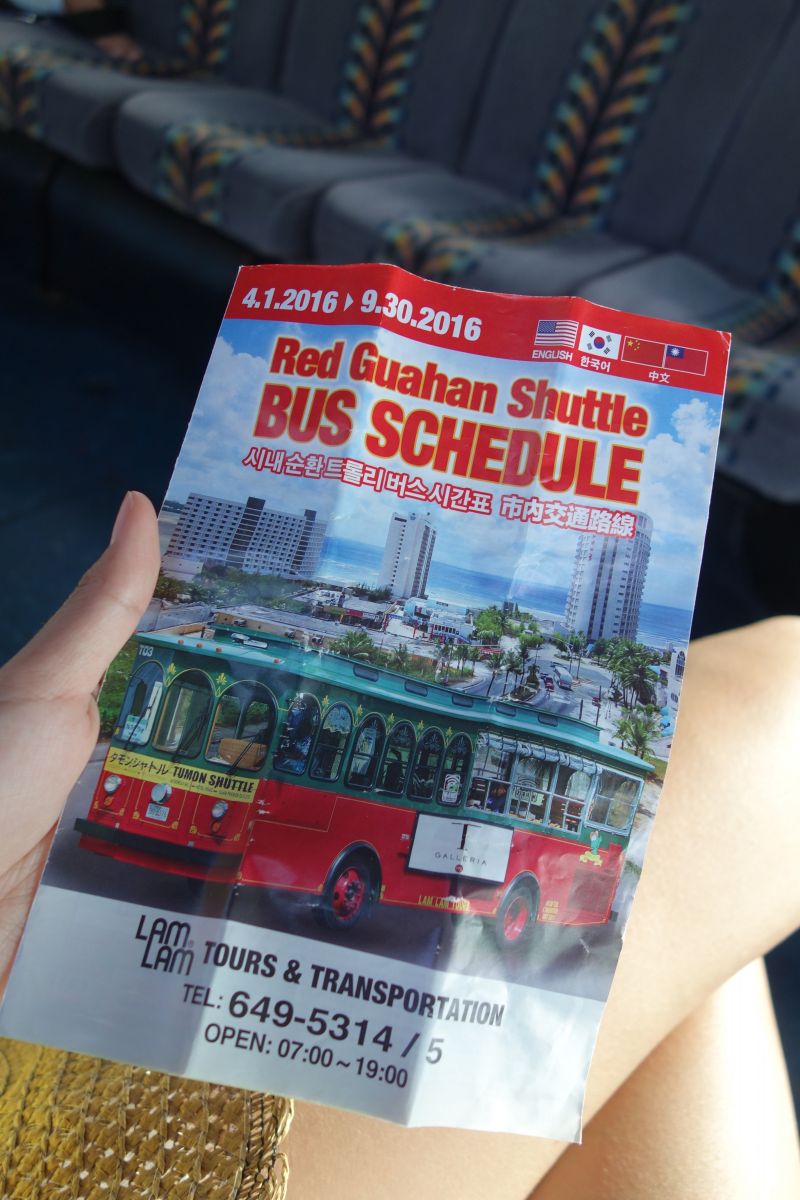 4.1.2016 ▶ 9.30.2016
ENGLISH 한국어 中文
Red Guahan Shuttle
BUS SCHEDULE
시내 순환 트롤리 버스 시간표 市内交通路線
T03
タモンシャトル TUMON SHUTTLE
T
GALLERIA
LAM LAM TOURS
LAM LAM® TOURS & TRANSPORTATION
TEL: 649-5314 / 5
OPEN: 07:00~19:00